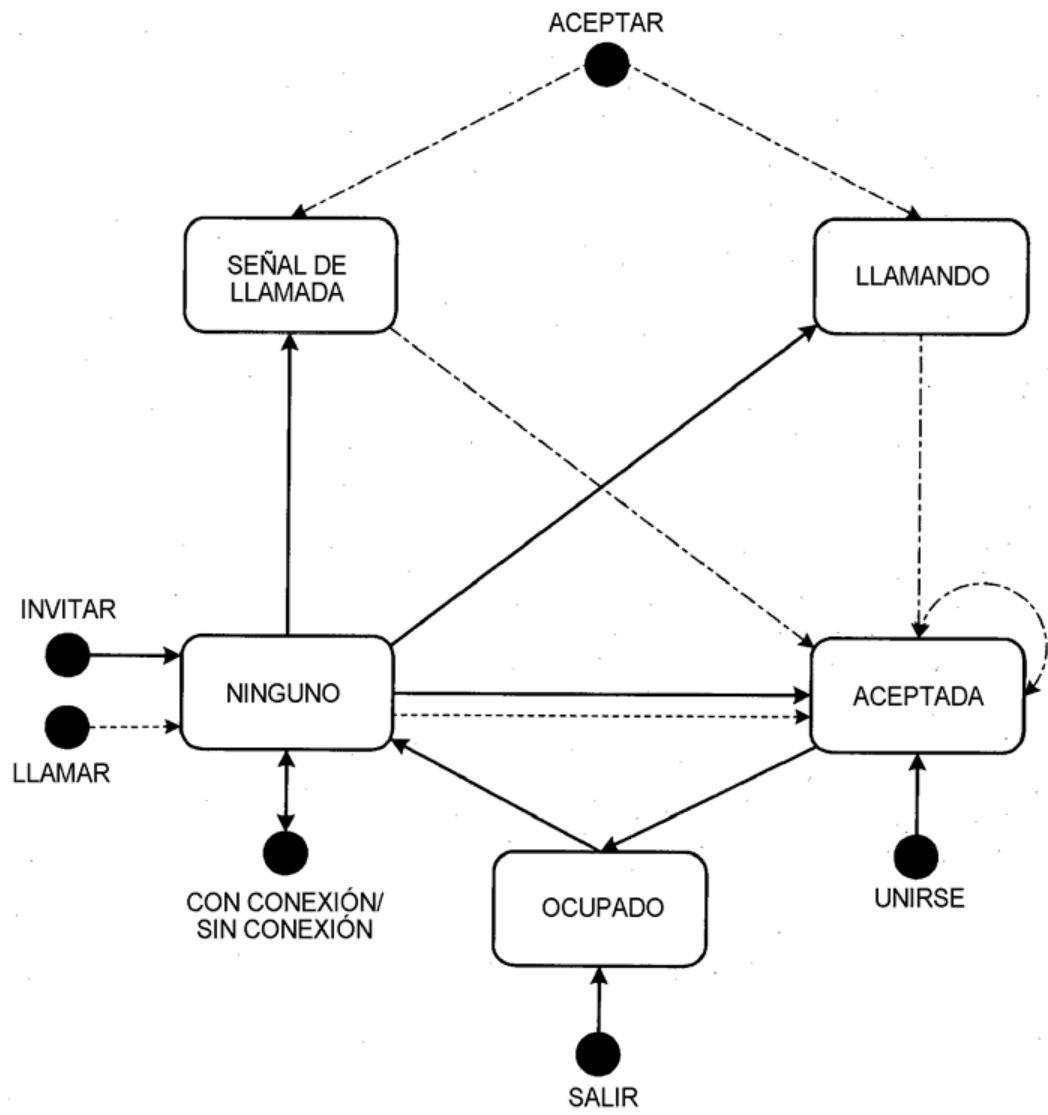 ACEPTAR
SEÑAL DE
LLAMADA
LLAMANDO
INVITAR
NINGUNO
ACEPTADA
LLAMAR
CON CONEXIÓN/
SIN CONEXIÓN
OCUPADO
UNIRSE
SALIR